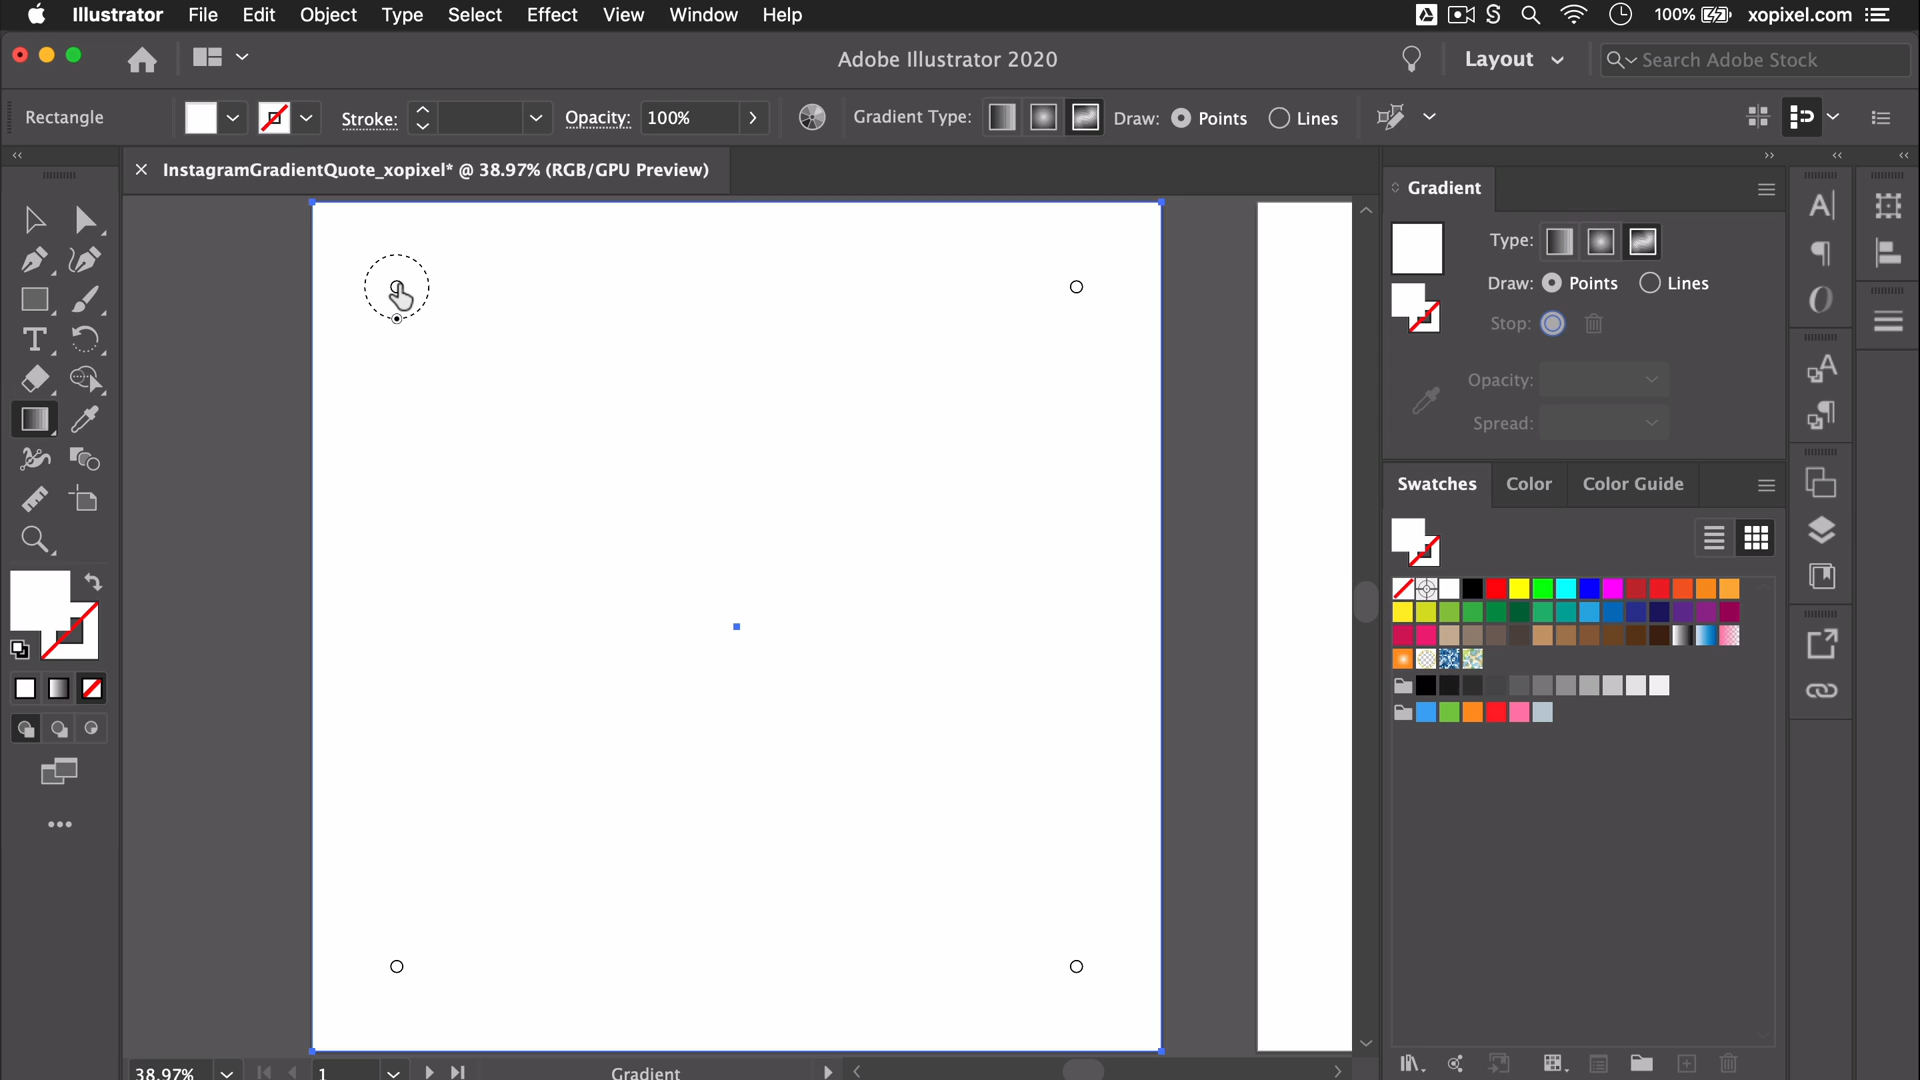 Illustrator File Edit Object Type Select Effect View Window Help 100% xopixel.com
Adobe Illustrator 2020 Layout Search Adobe Stock
Rectangle Stroke: Opacity: 100% Gradient Type: Draw: Points Lines
InstagramGradientQuote_xopixel* @ 38.97% (RGB/GPU Preview)
Gradient
Type:
Draw: Points Lines
Stop:
Opacity:
Spread:
Swatches Color Color Guide
38.97% 1 Gradient